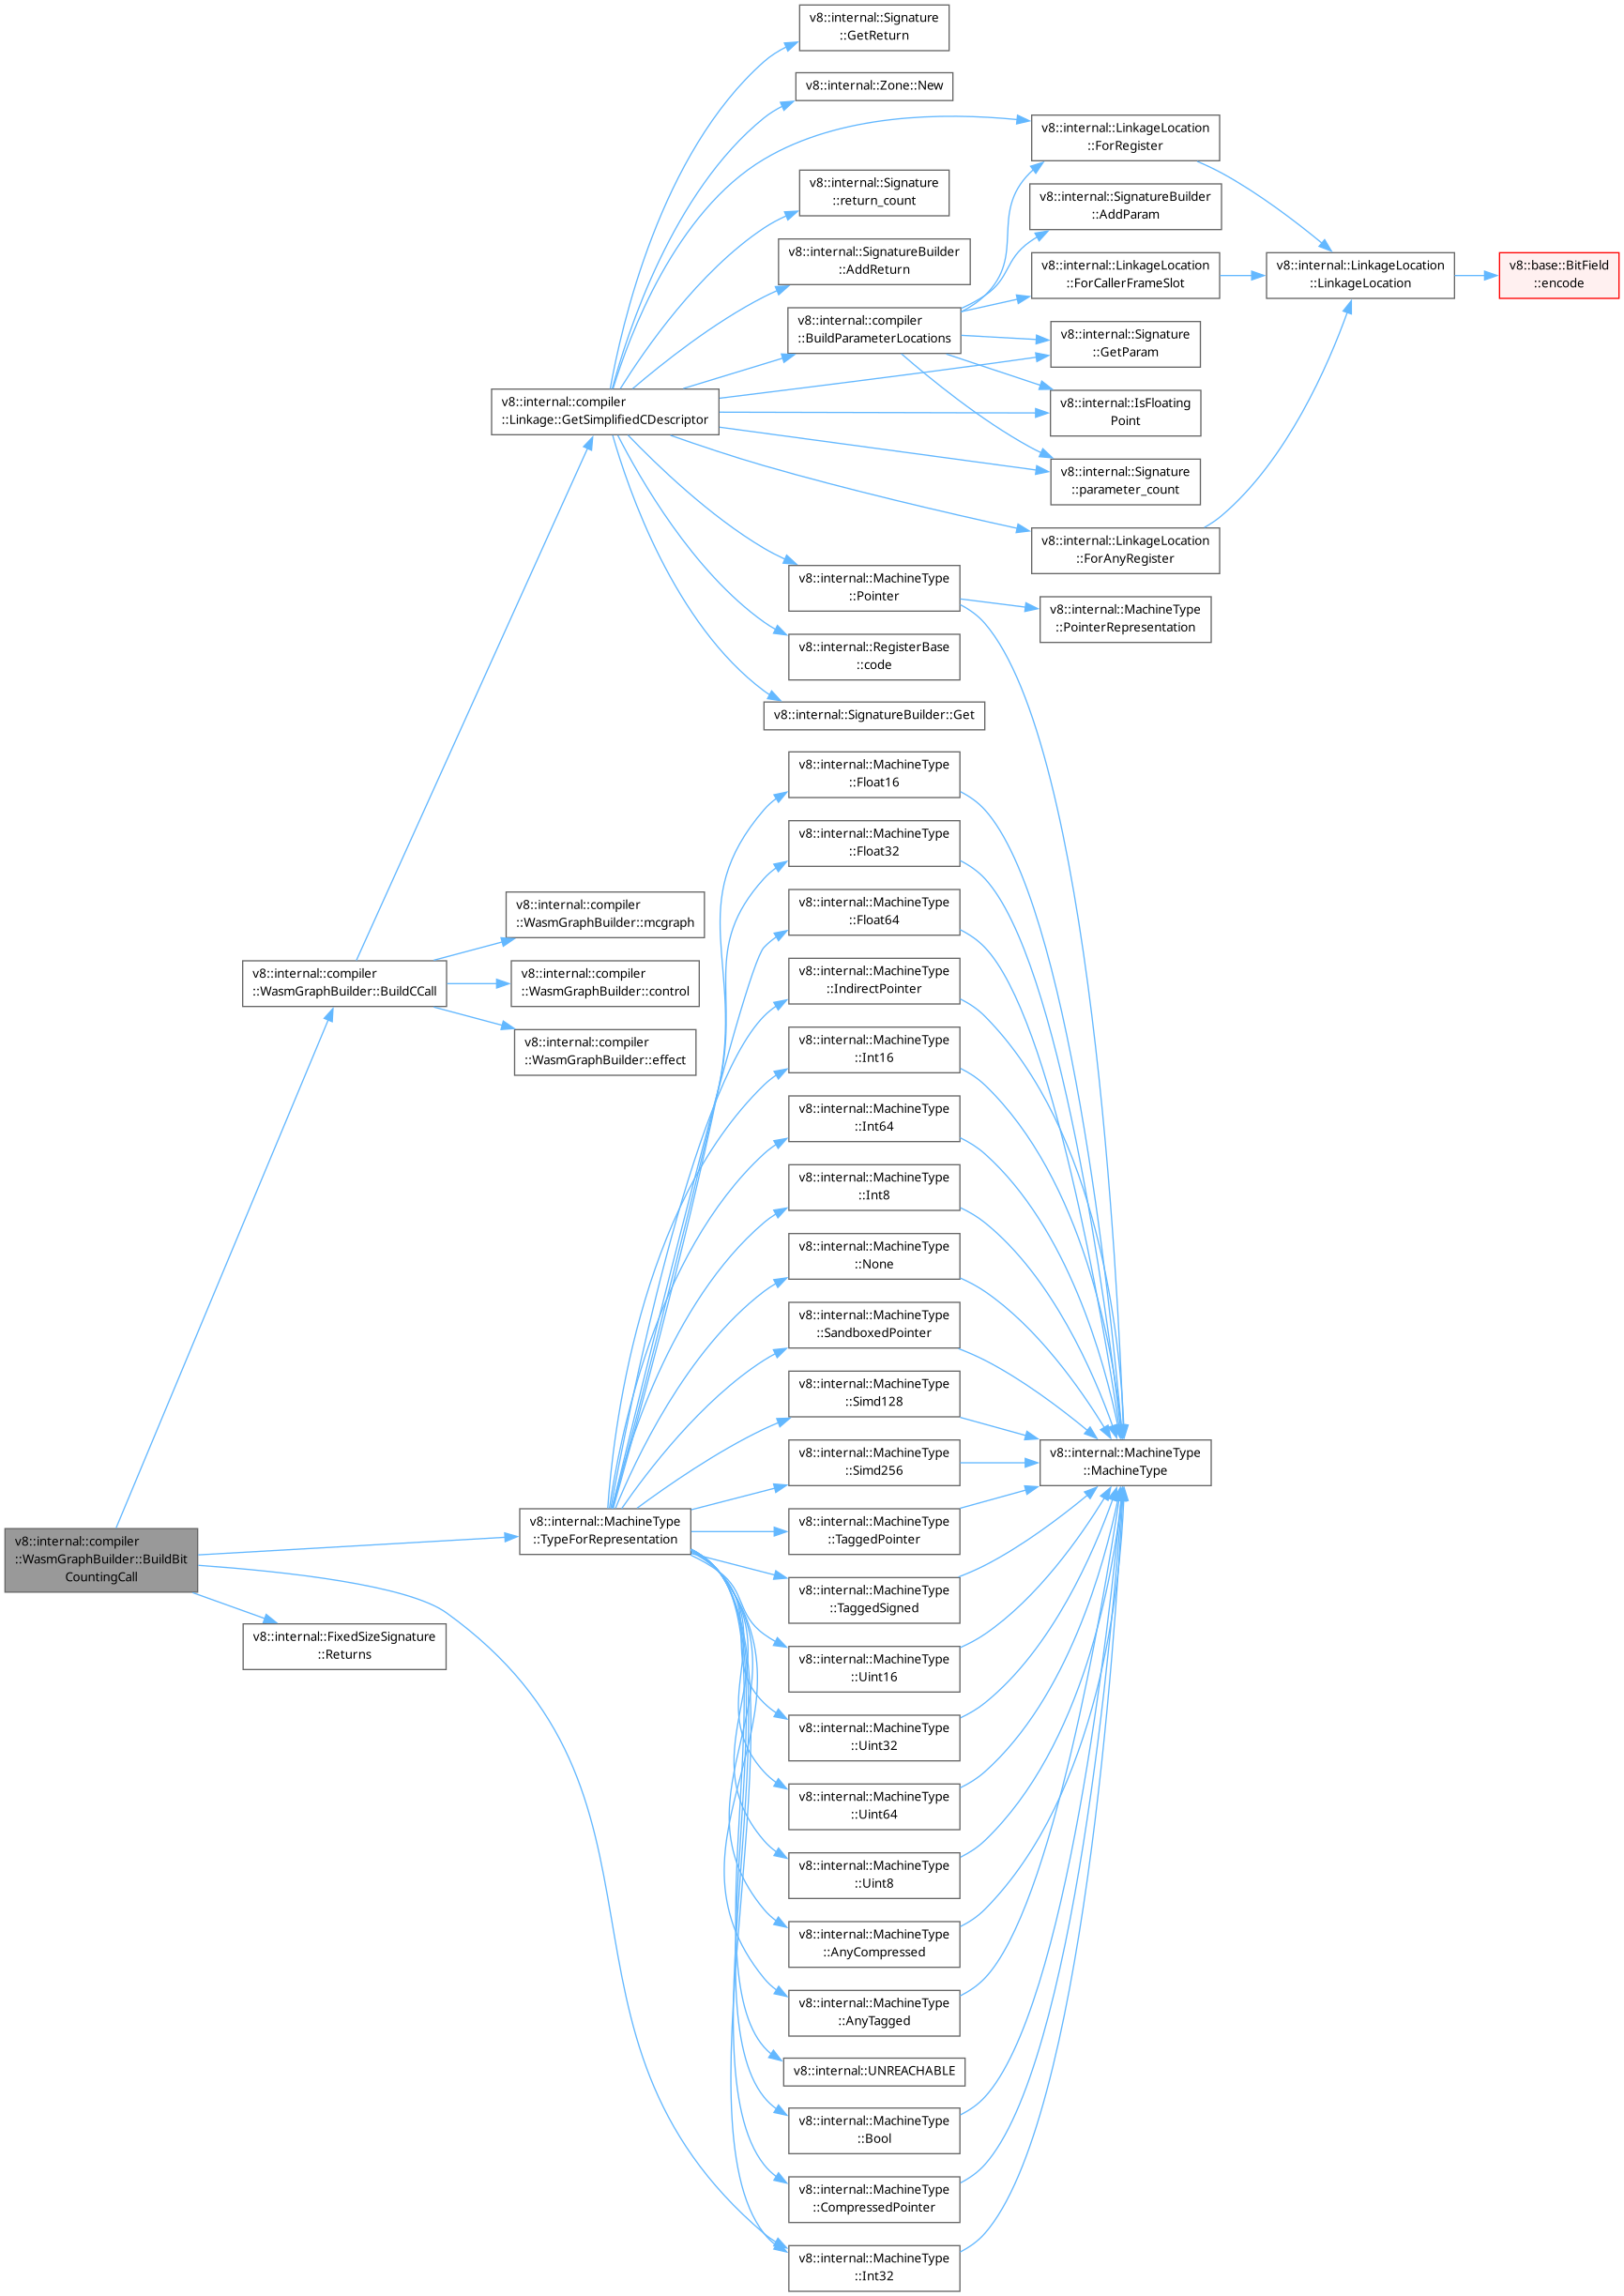 v8::internal::Signature
::GetReturn
v8::internal::Zone::New
v8::internal::LinkageLocation
::ForRegister
v8::internal::Signature
::return_count
v8::internal::SignatureBuilder
::AddParam
v8::internal::SignatureBuilder
::AddReturn
v8::internal::LinkageLocation
::ForCallerFrameSlot
v8::internal::LinkageLocation
::LinkageLocation
v8::base::BitField
::encode
v8::internal::compiler
::BuildParameterLocations
v8::internal::Signature
::GetParam
v8::internal::compiler
::Linkage::GetSimplifiedCDescriptor
v8::internal::IsFloating
Point
v8::internal::Signature
::parameter_count
v8::internal::LinkageLocation
::ForAnyRegister
v8::internal::MachineType
::Pointer
v8::internal::MachineType
::PointerRepresentation
v8::internal::RegisterBase
::code
v8::internal::SignatureBuilder::Get
v8::internal::MachineType
::Float16
v8::internal::MachineType
::Float32
v8::internal::compiler
::WasmGraphBuilder::mcgraph
v8::internal::MachineType
::Float64
v8::internal::compiler
::WasmGraphBuilder::BuildCCall
v8::internal::compiler
::WasmGraphBuilder::control
v8::internal::MachineType
::IndirectPointer
v8::internal::compiler
::WasmGraphBuilder::effect
v8::internal::MachineType
::Int16
v8::internal::MachineType
::Int64
v8::internal::MachineType
::Int8
v8::internal::MachineType
::None
v8::internal::MachineType
::SandboxedPointer
v8::internal::MachineType
::Simd128
v8::internal::MachineType
::Simd256
v8::internal::MachineType
::MachineType
v8::internal::compiler
::WasmGraphBuilder::BuildBit
CountingCall
v8::internal::MachineType
::TypeForRepresentation
v8::internal::MachineType
::TaggedPointer
v8::internal::MachineType
::TaggedSigned
v8::internal::FixedSizeSignature
::Returns
v8::internal::MachineType
::Uint16
v8::internal::MachineType
::Uint32
v8::internal::MachineType
::Uint64
v8::internal::MachineType
::Uint8
v8::internal::MachineType
::AnyCompressed
v8::internal::MachineType
::AnyTagged
v8::internal::UNREACHABLE
v8::internal::MachineType
::Bool
v8::internal::MachineType
::CompressedPointer
v8::internal::MachineType
::Int32